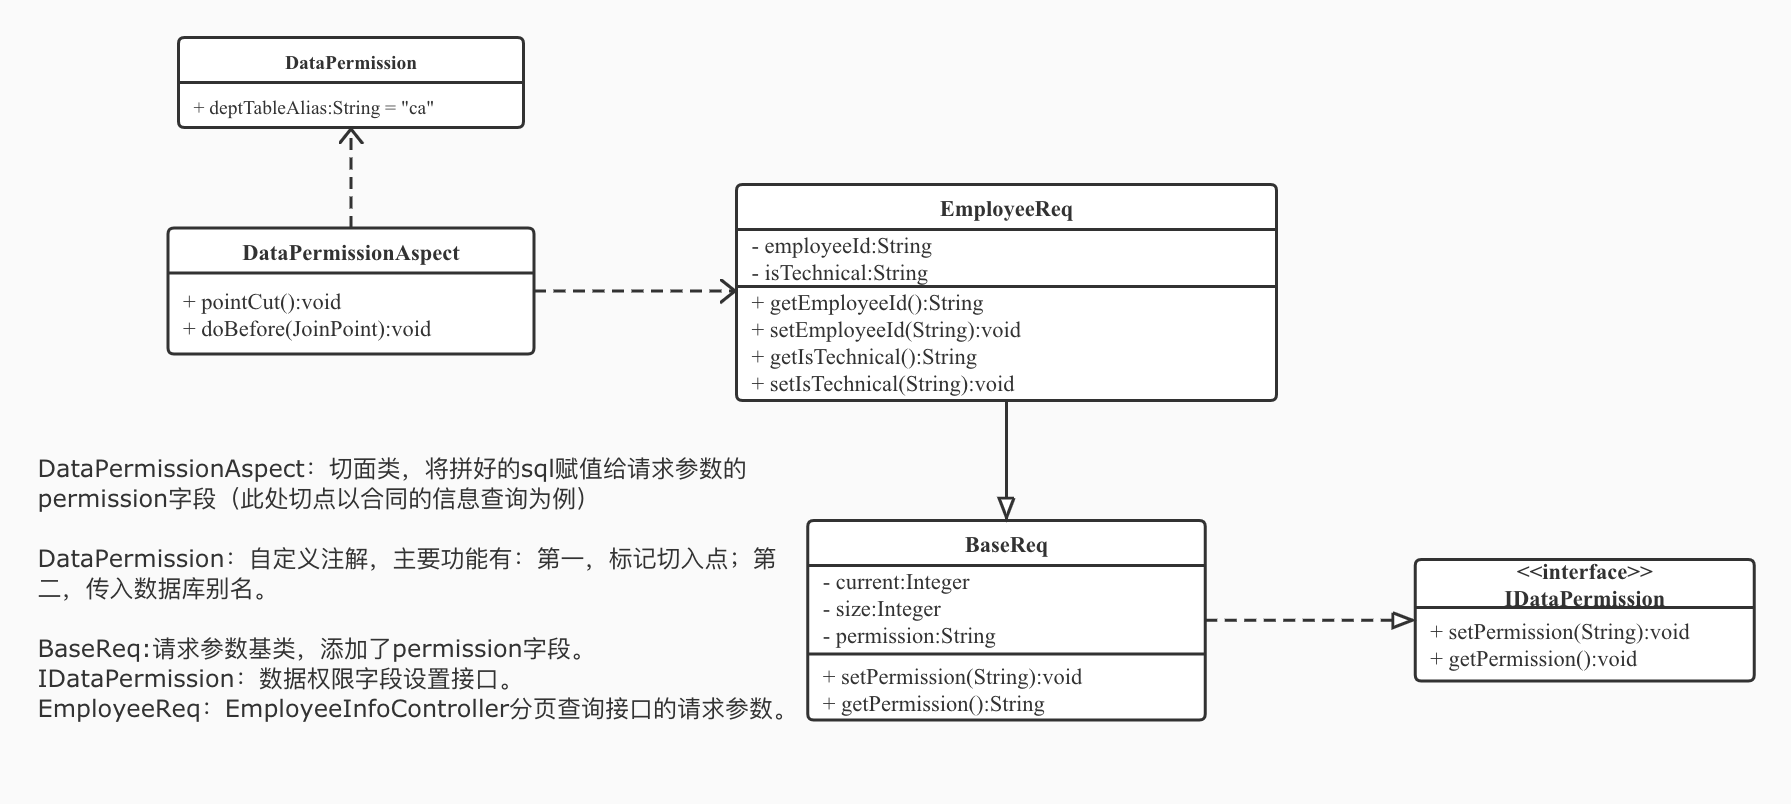 DataPermission
+ deptTableAlias:String = "ca"
DataPermissionAspect
+ pointCut():void
+ doBefore(JoinPoint):void
EmployeeReq
- employeeId:String
- isTechnical:String
+ getEmployeeId():String
+ setEmployeeId(String):void
+ getIsTechnical():String
+ setIsTechnical(String):void
DataPermissionAspect：切面类，将拼好的sql赋值给请求参数的
permission字段（此处切点以合同的信息查询为例）
DataPermission：自定义注解，主要功能有：第一，标记切入点；第
二，传入数据库别名。
BaseReq:请求参数基类，添加了permission字段。
IDataPermission：数据权限字段设置接口。
EmployeeReq：EmployeeInfoController分页查询接口的请求参数。
BaseReq
- current:Integer
- size:Integer
- permission:String
+ setPermission(String):void
+ getPermission():String
<<interface>>
IDataPermission
+ setPermission(String):void
+ getPermission():void